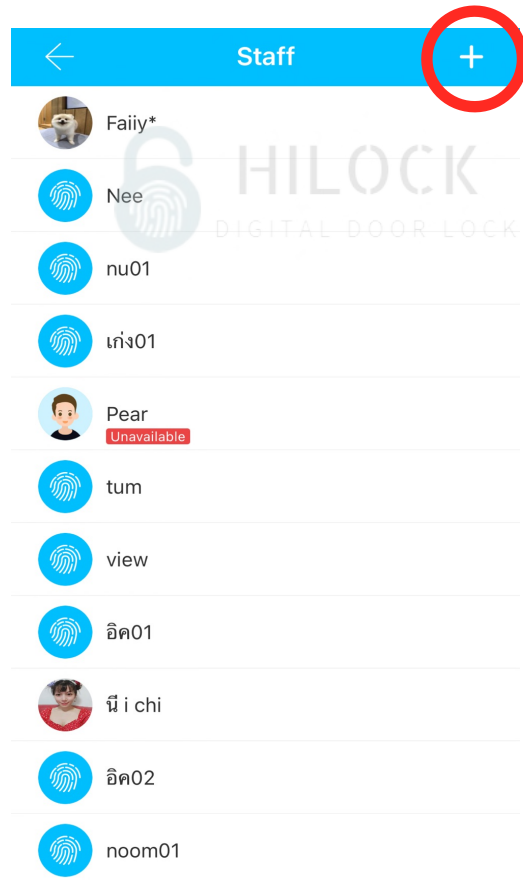 Staff
Faiiy*
HILOCK
Nee
DIGITAL DOOR LOCK
nu01
เก่ง01
Pear
Unavailable
tum
view
อิค01
นี i chi
อิค02
noom01